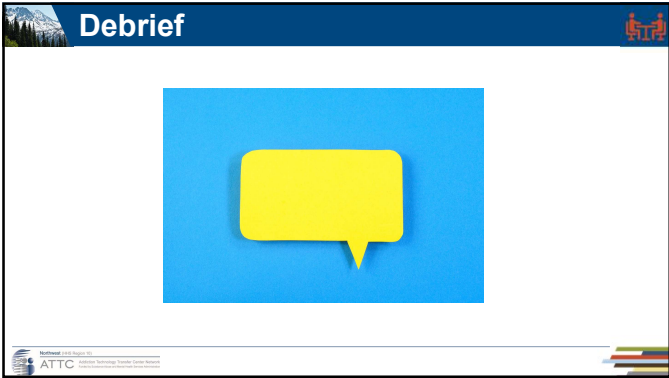 Debrief
Northwest (HHS Region 10)
ATTC Addiction Technology Transfer Center Network